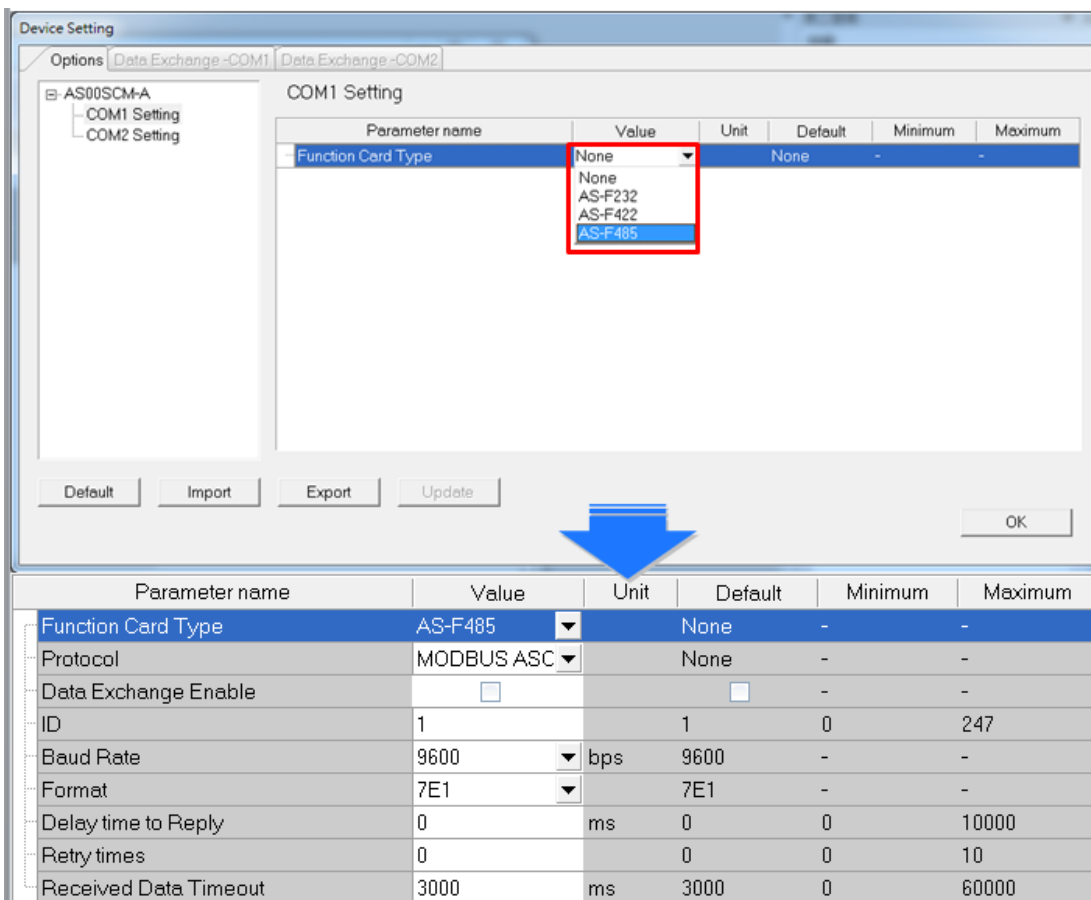 Device Setting
Options Data Exchange -COM1 Data Exchange -COM2
AS00SCM-A
COM1 Setting
COM2 Setting
COM1 Setting
Parameter name Value Unit Default Minimum Maximum
Function Card Type None None - -
None
AS-F232
AS-F422
AS-F485
Default Import Export Update
OK
Parameter name Value Unit Default Minimum Maximum
Function Card Type AS-F485 None - -
Protocol MODBUS ASC None - -
Data Exchange Enable - -
ID 1 1 0 247
Baud Rate 9600 bps 9600 - -
Format 7E1 7E1 - -
Delay time to Reply 0 ms 0 0 10000
Retry times 0 0 0 10
Received Data Timeout 3000 ms 3000 0 60000